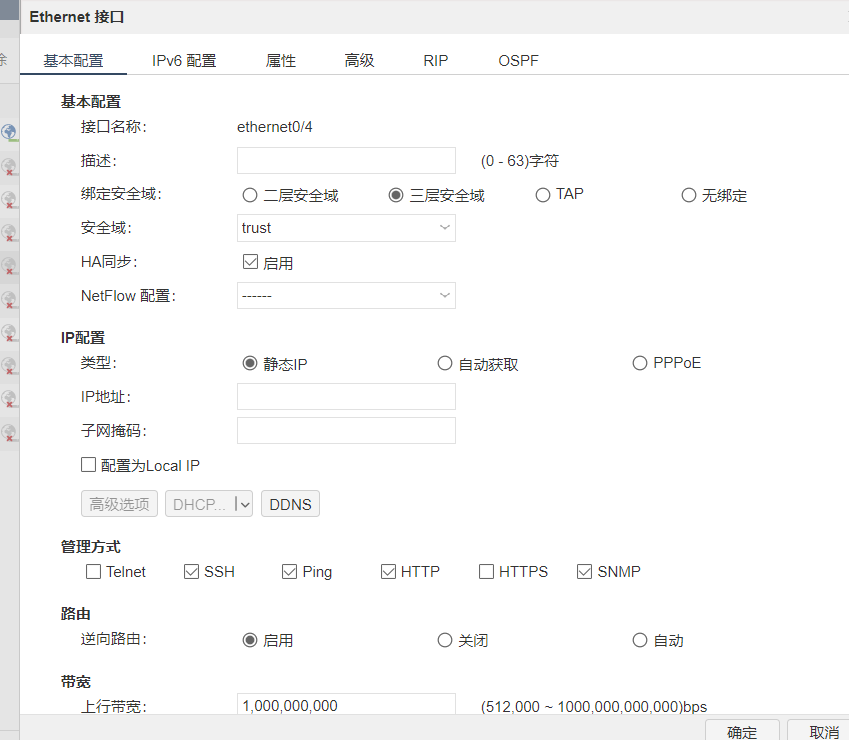 Ethernet 接口
基本配置 IPv6 配置 属性 高级 RIP OSPF
基本配置
接口名称: ethernet0/4
描述: (0 - 63)字符
绑定安全域: 二层安全域 三层安全域 TAP 无绑定
安全域: trust
HA同步: 启用
NetFlow 配置: ------
IP配置
类型: 静态IP 自动获取 PPPoE
IP地址:
子网掩码:
配置为Local IP
高级选项 DHCP... DDNS
管理方式
Telnet SSH Ping HTTP HTTPS SNMP
路由
逆向路由: 启用 关闭 自动
带宽
上行带宽: 1,000,000,000 (512,000 ~ 1000,000,000,000)bps
确定 取消